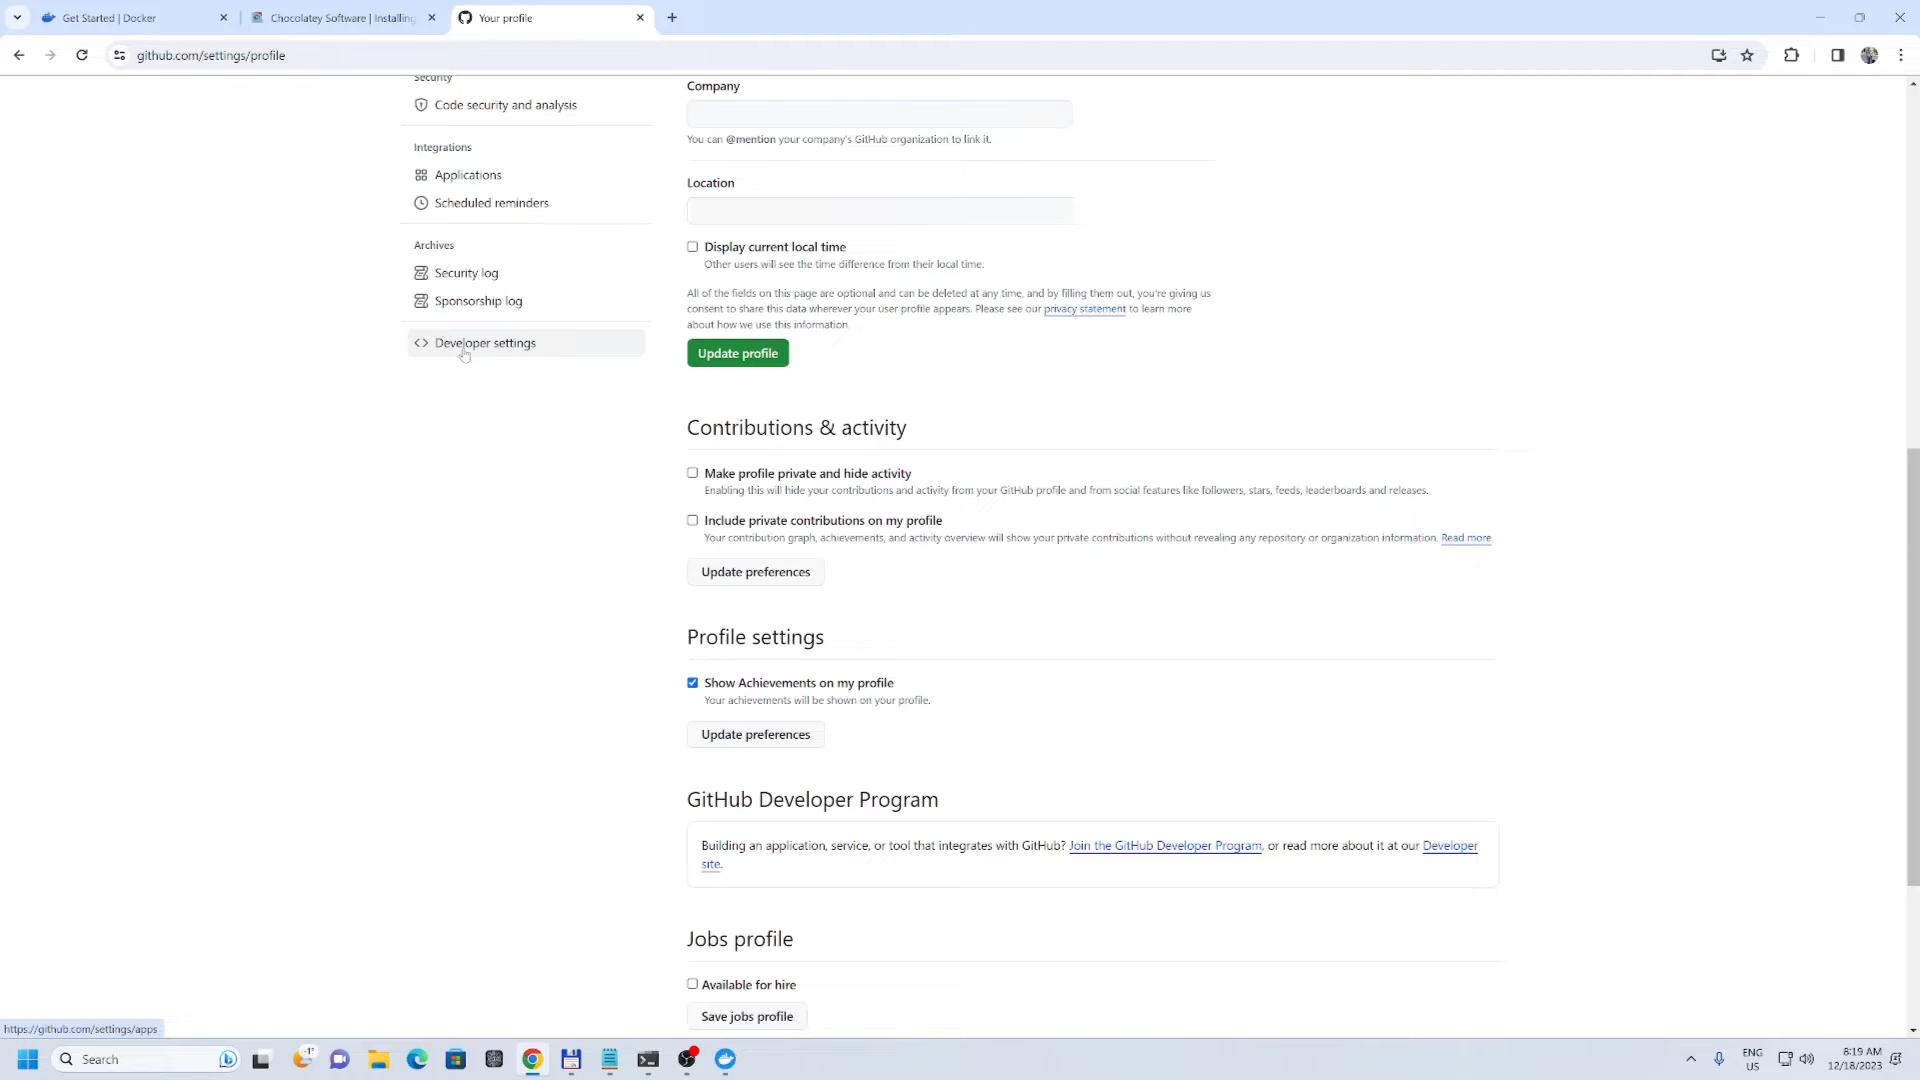 Get Started | Docker
Chocolatey Software | Installing
Your profile
github.com/settings/profile
Security
Code security and analysis
Integrations
Applications
Scheduled reminders
Archives
Security log
Sponsorship log
Developer settings
Company
You can @mention your company's GitHub organization to link it.
Location
Display current local time
Other users will see the time difference from their local time.
All of the fields on this page are optional and can be deleted at any time, and by filling them out, you're giving us
consent to share this data wherever your user profile appears. Please see our privacy statement to learn more
about how we use this information.
Update profile
Contributions & activity
Make profile private and hide activity
Enabling this will hide your contributions and activity from your GitHub profile and from social features like followers, stars, feeds, leaderboards and releases.
Include private contributions on my profile
Your contribution graph, achievements, and activity overview will show your private contributions without revealing any repository or organization information. Read more
Update preferences
Profile settings
Show Achievements on my profile
Your achievements will be shown on your profile.
Update preferences
GitHub Developer Program
Building an application, service, or tool that integrates with GitHub? Join the GitHub Developer Program, or read more about it at our Developer
site.
Jobs profile
Available for hire
Save jobs profile
https://github.com/settings/apps
Search
-1°
ENG
US
8:19 AM
12/18/2023